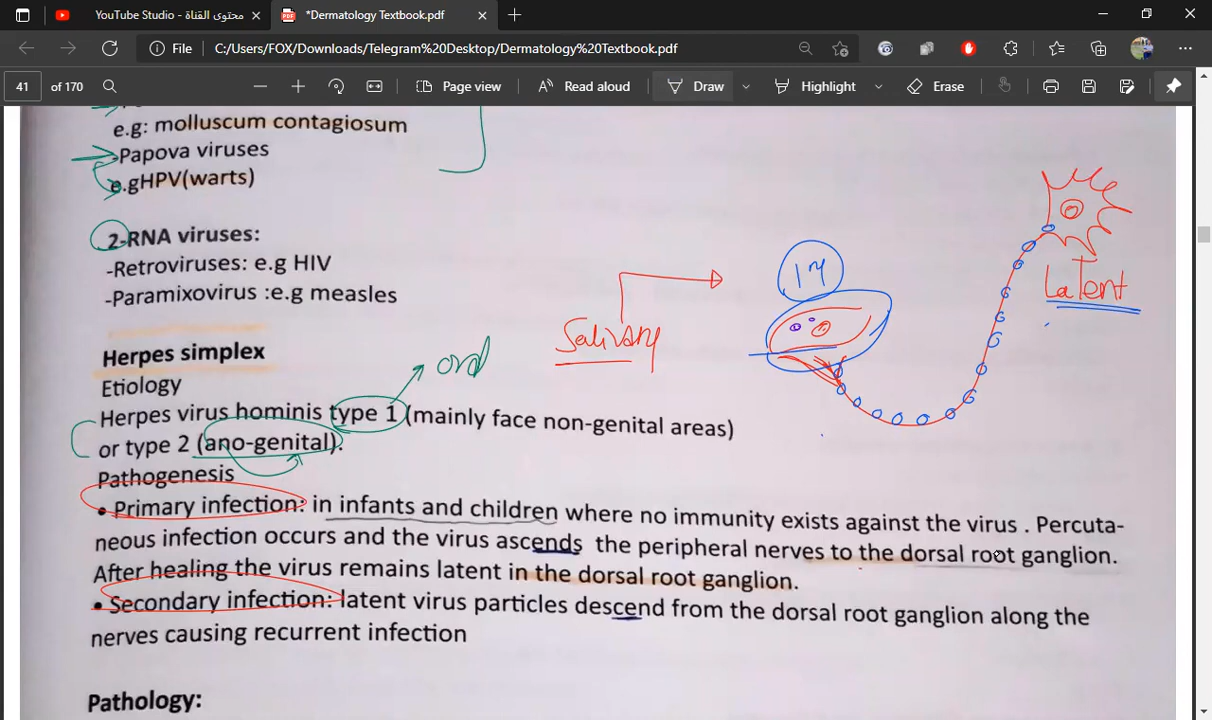 YouTube Studio - محتوى القناة
*Dermatology Textbook.pdf
File C:/Users/FOX/Downloads/Telegram%20Desktop/Dermatology%20Textbook.pdf
41 of 170 Page view Read aloud Draw Highlight Erase
e.g: molluscum contagiosum
-Papova viruses
e.gHPV(warts)
2-RNA viruses:
-Retroviruses: e.g HIV
-Paramixovirus :e.g measles
1ry
Latent
Salivary
oral
Herpes simplex
Etiology
Herpes virus hominis type 1 (mainly face non-genital areas)
or type 2 (ano-genital).
Pathogenesis
• Primary infection: in infants and children where no immunity exists against the virus . Percuta-
neous infection occurs and the virus ascends the peripheral nerves to the dorsal root ganglion.
After healing the virus remains latent in the dorsal root ganglion.
• Secondary infection: latent virus particles descend from the dorsal root ganglion along the
nerves causing recurrent infection
Pathology: